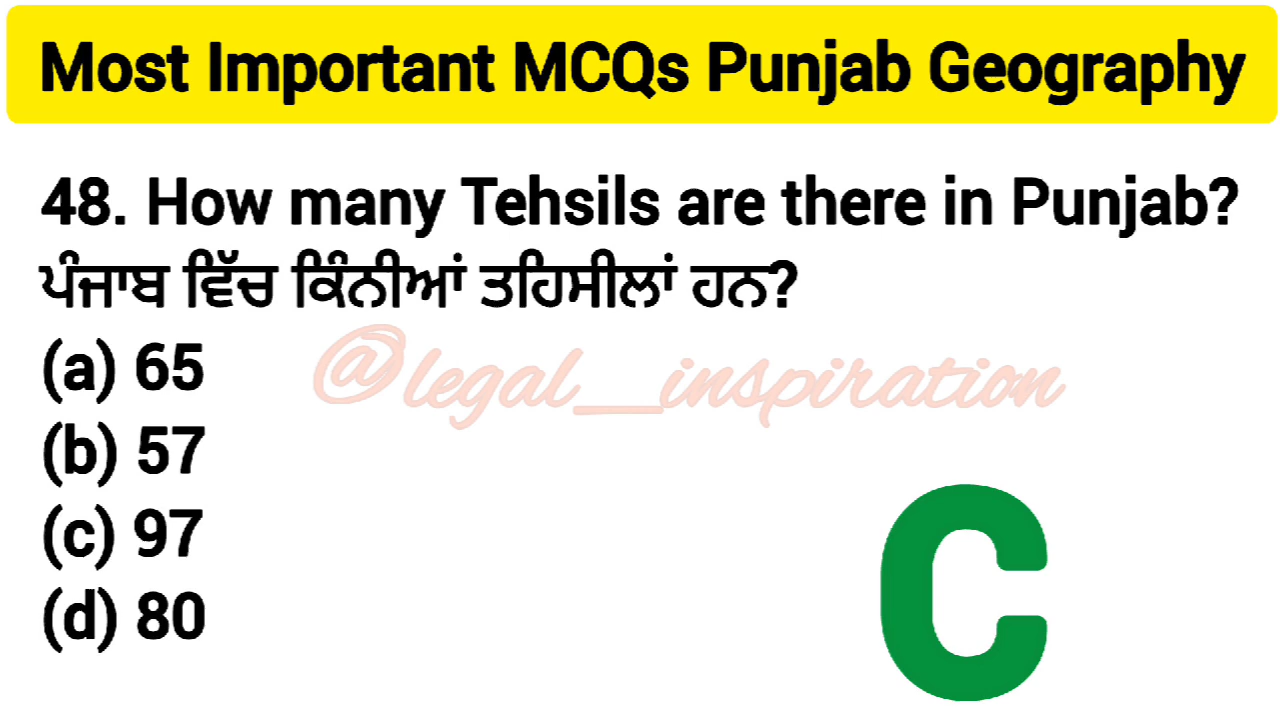 Most Important MCQs Punjab Geography
48. How many Tehsils are there in Punjab?
ਪੰਜਾਬ ਵਿੱਚ ਕਿੰਨੀਆਂ ਤਹਿਸੀਲਾਂ ਹਨ?
(a) 65
@legal__inspiration
(b) 57
(c) 97
(d) 80
C